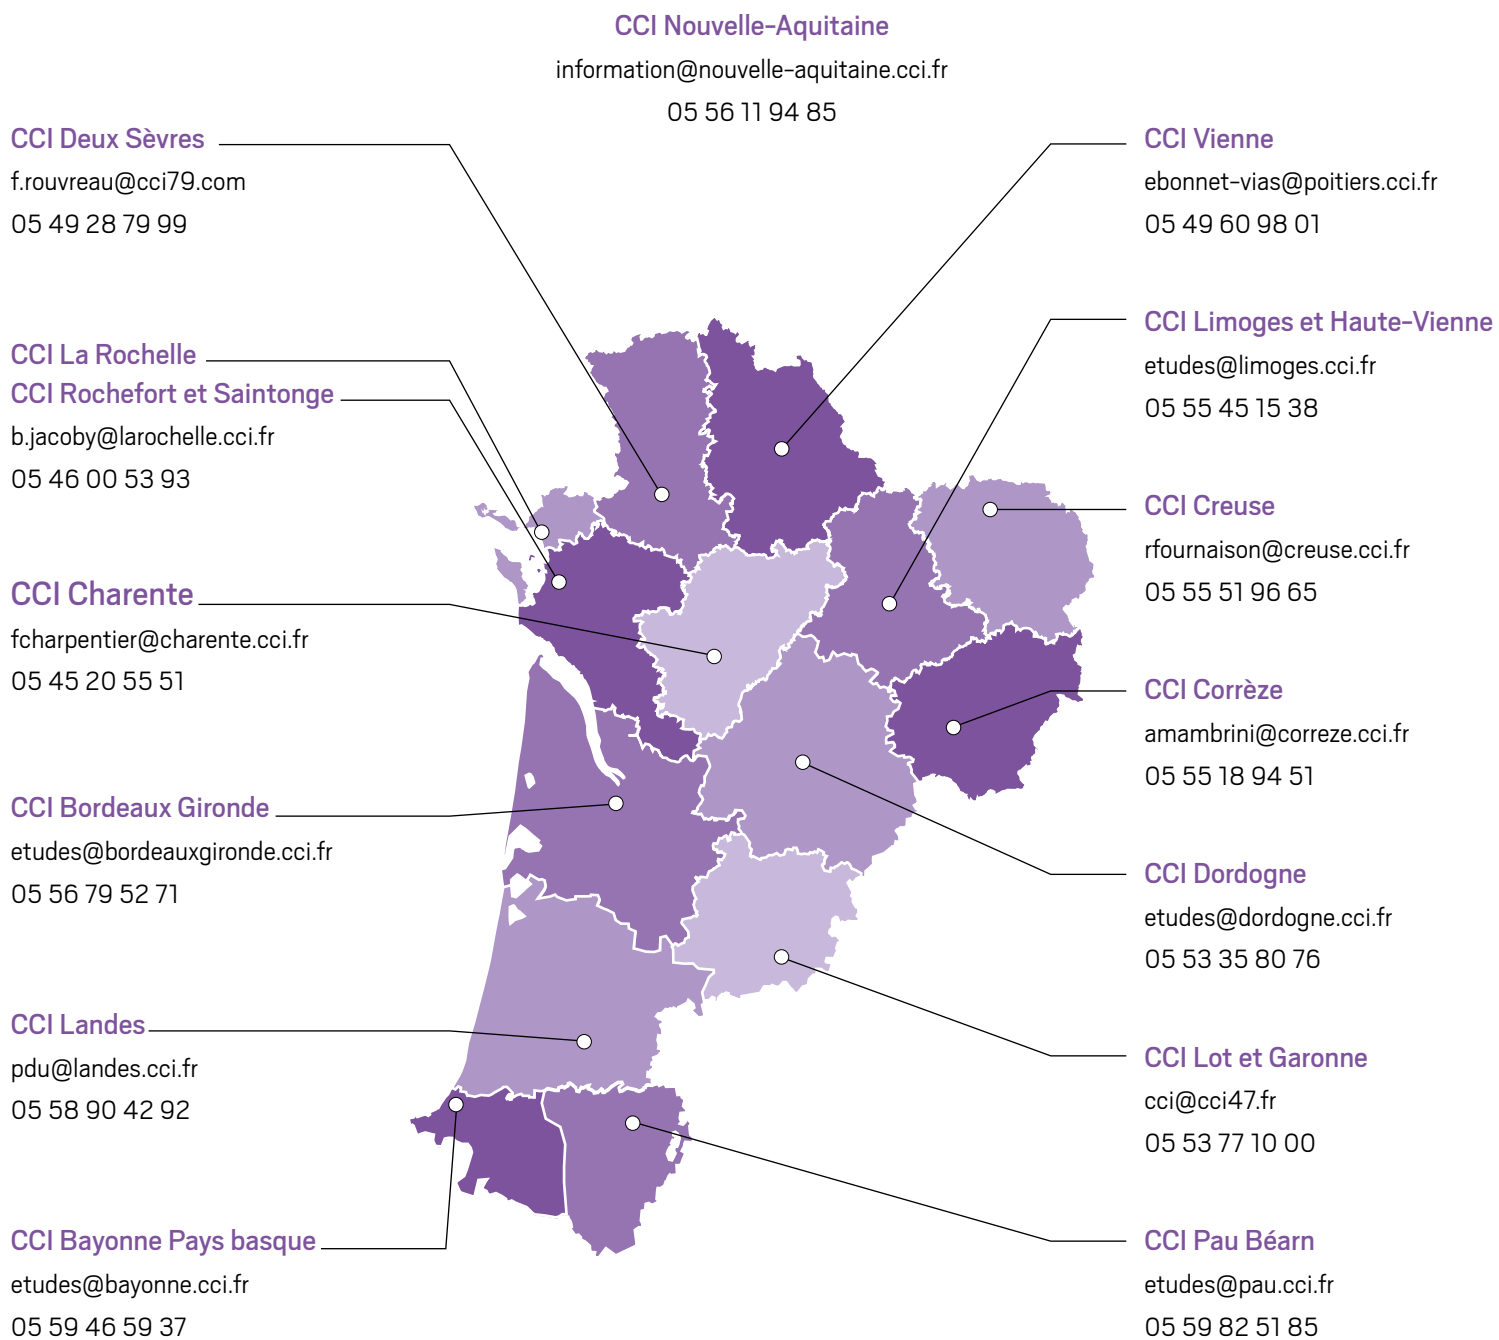 CCI Nouvelle-Aquitaine
information@nouvelle-aquitaine.cci.fr
05 56 11 94 85
CCI Deux Sèvres
f.rouvreau@cci79.com
05 49 28 79 99
CCI La Rochelle
CCI Rochefort et Saintonge
b.jacoby@larochelle.cci.fr
05 46 00 53 93
CCI Charente
fcharpentier@charente.cci.fr
05 45 20 55 51
CCI Bordeaux Gironde
etudes@bordeauxgironde.cci.fr
05 56 79 52 71
CCI Landes
pdu@landes.cci.fr
05 58 90 42 92
CCI Bayonne Pays basque
etudes@bayonne.cci.fr
05 59 46 59 37
CCI Vienne
ebonnet-vias@poitiers.cci.fr
05 49 60 98 01
CCI Limoges et Haute-Vienne
etudes@limoges.cci.fr
05 55 45 15 38
CCI Creuse
rfournaison@creuse.cci.fr
05 55 51 96 65
CCI Corrèze
amambrini@correze.cci.fr
05 55 18 94 51
CCI Dordogne
etudes@dordogne.cci.fr
05 53 35 80 76
CCI Lot et Garonne
cci@cci47.fr
05 53 77 10 00
CCI Pau Béarn
etudes@pau.cci.fr
05 59 82 51 85